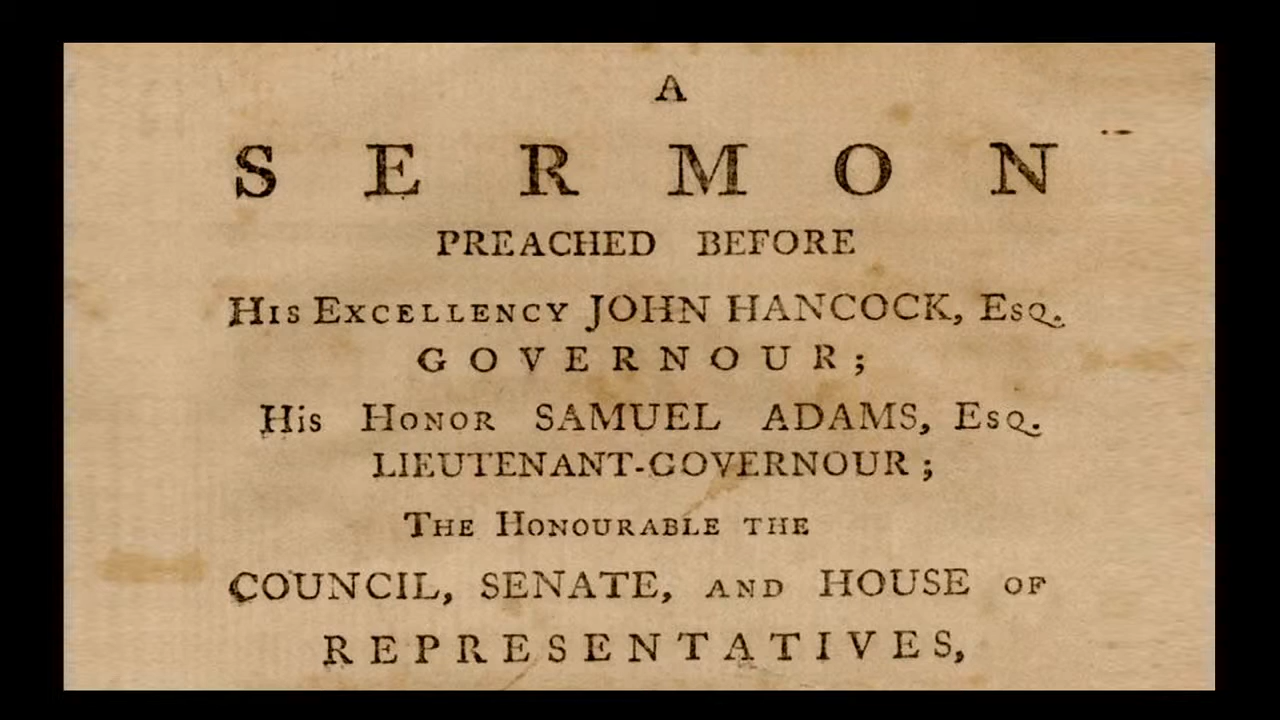 A
SERMON
PREACHED BEFORE
His Excellency JOHN HANCOCK, Esq.
GOVERNOUR;
His Honor SAMUEL ADAMS, Esq.
LIEUTENANT-GOVERNOUR;
The Honourable the
COUNCIL, SENATE, and HOUSE of
REPRESENTATIVES,